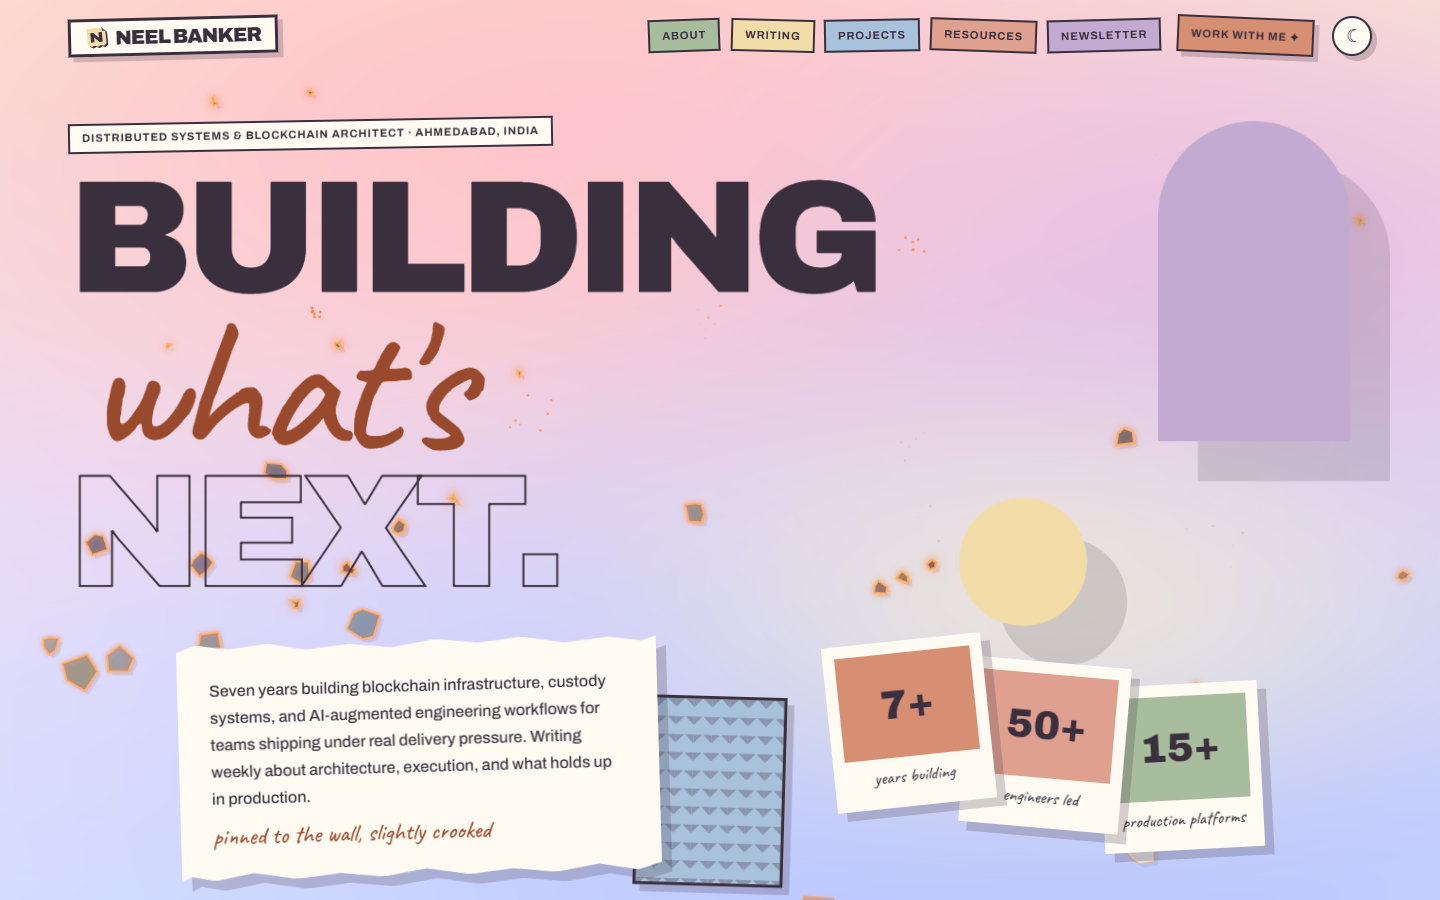 N NEEL BANKER
ABOUT
WRITING
PROJECTS
RESOURCES
NEWSLETTER
WORK WITH ME ✦
DISTRIBUTED SYSTEMS & BLOCKCHAIN ARCHITECT · AHMEDABAD, INDIA
BUILDING
what's
NEXT.
Seven years building blockchain infrastructure, custody
systems, and AI-augmented engineering workflows for
teams shipping under real delivery pressure. Writing
weekly about architecture, execution, and what holds up
in production.
pinned to the wall, slightly crooked
7+
years building
50+
engineers led
15+
production platforms